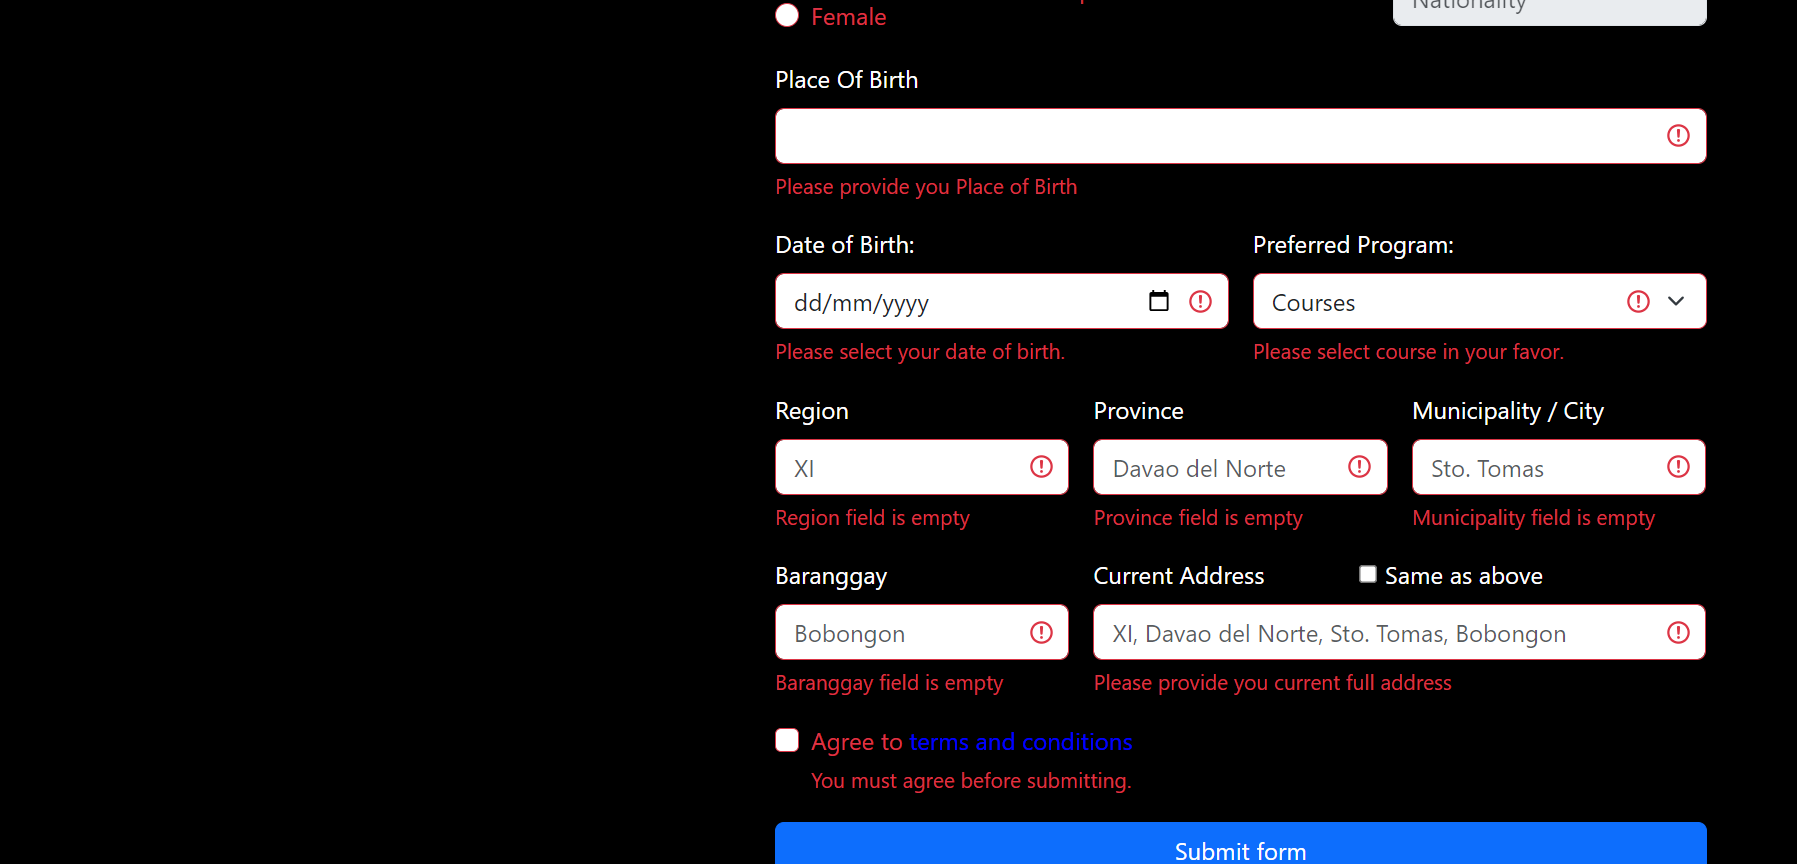 Nationality
Female
Place Of Birth
Please provide you Place of Birth
Date of Birth: Preferred Program:
dd/mm/yyyy Courses
Please select your date of birth. Please select course in your favor.
Region Province Municipality / City
XI Davao del Norte Sto. Tomas
Region field is empty Province field is empty Municipality field is empty
Baranggay Current Address Same as above
Bobongon XI, Davao del Norte, Sto. Tomas, Bobongon
Baranggay field is empty Please provide you current full address
Agree to terms and conditions
You must agree before submitting.
Submit form